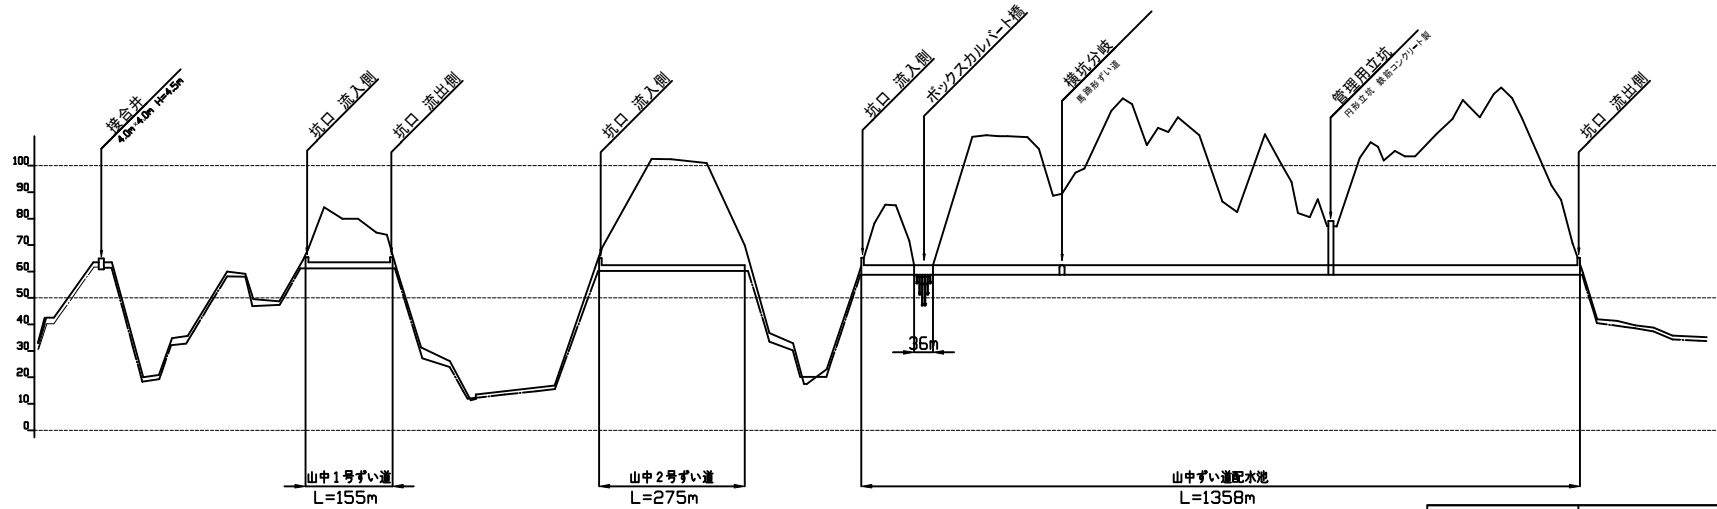 接合井
4.0m×4.0m H=4.5m
坑口 流入側
坑口 流出側
坑口 流入側
坑口 流入側
ボックスカルバート橋
横坑分岐
馬蹄形ずい道
管理用立坑
円形立坑 鉄筋コンクリート製
坑口 流出側
100
90
80
70
60
50
40
30
20
10
0
36m
山中1号ずい道
L=155m
山中2号ずい道
L=275m
山中ずい道配水池
L=1358m